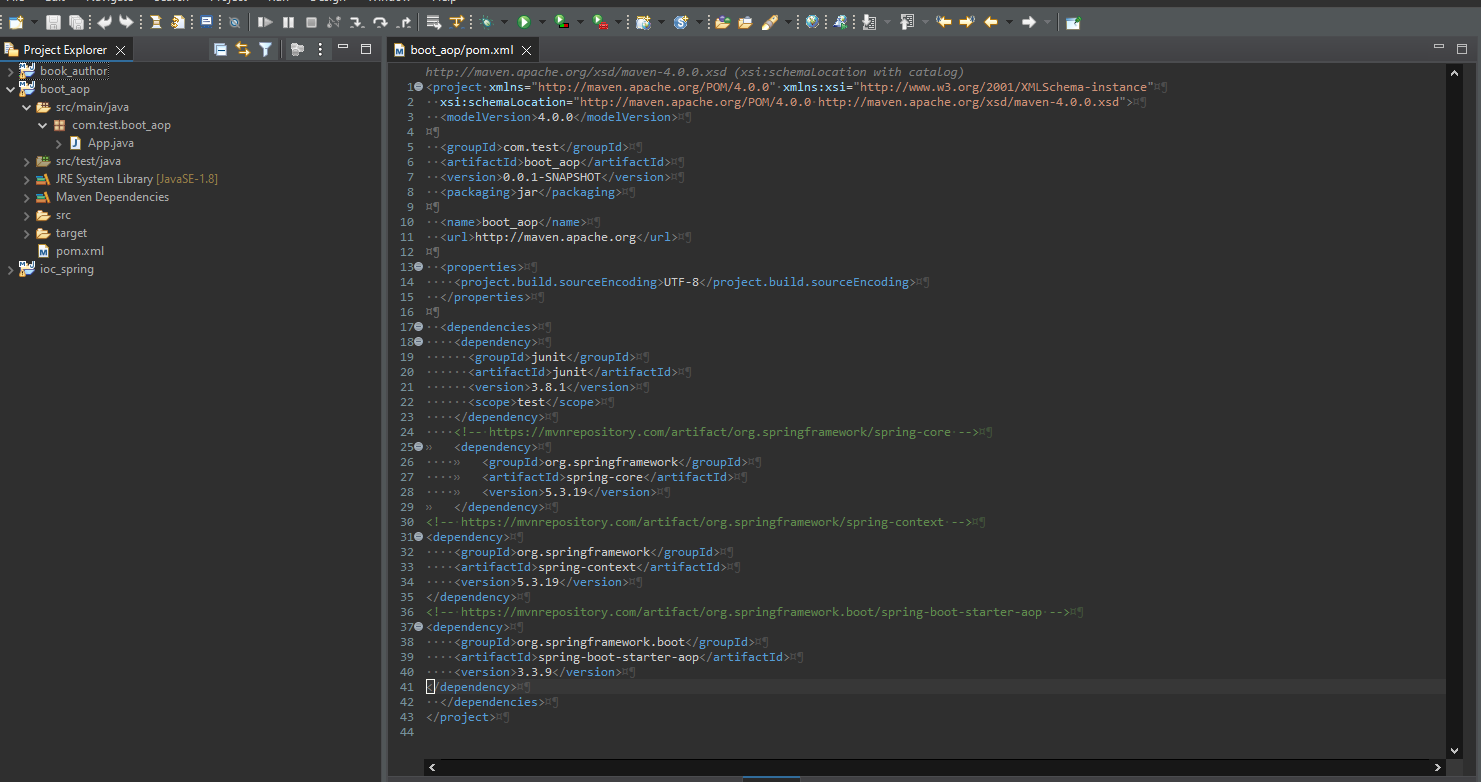 Project Explorer
book_author
boot_aop
src/main/java
com.test.boot_aop
App.java
src/test/java
JRE System Library [JavaSE-1.8]
Maven Dependencies
src
target
pom.xml
ioc_spring
boot_aop/pom.xml
http://maven.apache.org/xsd/maven-4.0.0.xsd (xsi:schemaLocation with catalog)
1 <project xmlns="http://maven.apache.org/POM/4.0.0" xmlns:xsi="http://www.w3.org/2001/XMLSchema-instance"
2 xsi:schemaLocation="http://maven.apache.org/POM/4.0.0 http://maven.apache.org/xsd/maven-4.0.0.xsd">
3 <modelVersion>4.0.0</modelVersion>
4
5 <groupId>com.test</groupId>
6 <artifactId>boot_aop</artifactId>
7 <version>0.0.1-SNAPSHOT</version>
8 <packaging>jar</packaging>
9
10 <name>boot_aop</name>
11 <url>http://maven.apache.org</url>
12
13 <properties>
14 <project.build.sourceEncoding>UTF-8</project.build.sourceEncoding>
15 </properties>
16
17 <dependencies>
18 <dependency>
19 <groupId>junit</groupId>
20 <artifactId>junit</artifactId>
21 <version>3.8.1</version>
22 <scope>test</scope>
23 </dependency>
24 <!-- https://mvnrepository.com/artifact/org.springframework/spring-core -->
25 <dependency>
26 <groupId>org.springframework</groupId>
27 <artifactId>spring-core</artifactId>
28 <version>5.3.19</version>
29 </dependency>
30 <!-- https://mvnrepository.com/artifact/org.springframework/spring-context -->
31 <dependency>
32 <groupId>org.springframework</groupId>
33 <artifactId>spring-context</artifactId>
34 <version>5.3.19</version>
35 </dependency>
36 <!-- https://mvnrepository.com/artifact/org.springframework.boot/spring-boot-starter-aop -->
37 <dependency>
38 <groupId>org.springframework.boot</groupId>
39 <artifactId>spring-boot-starter-aop</artifactId>
40 <version>3.3.9</version>
41 </dependency>
42 </dependencies>
43 </project>
44